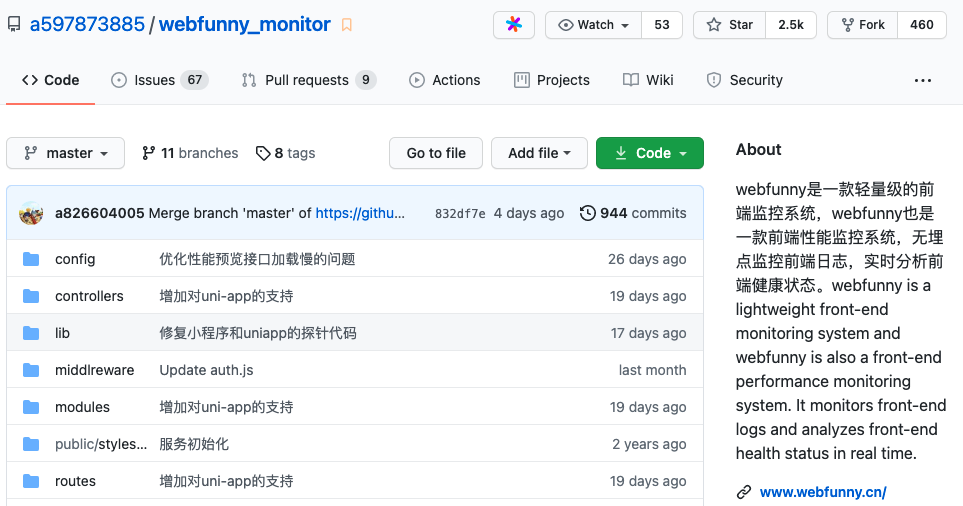 a597873885 / webfunny_monitor
Watch 53
Star 2.5k
Fork 460
Code
Issues 67
Pull requests 9
Actions
Projects
Wiki
Security
...
master
11 branches
8 tags
Go to file
Add file
Code
a826604005 Merge branch 'master' of https://githu... 832df7e 4 days ago 944 commits
config 优化性能预览接口加载慢的问题 26 days ago
controllers 增加对uni-app的支持 19 days ago
lib 修复小程序和uniapp的探针代码 17 days ago
middlreware Update auth.js last month
modules 增加对uni-app的支持 19 days ago
public/styles... 服务初始化 2 years ago
routes 增加对uni-app的支持 19 days ago
About
webfunny是一款轻量级的前
端监控系统，webfunny也是
一款前端性能监控系统，无埋
点监控前端日志，实时分析前
端健康状态。webfunny is a
lightweight front-end
monitoring system and
webfunny is also a front-end
performance monitoring
system. It monitors front-end
logs and analyzes front-end
health status in real time.
www.webfunny.cn/